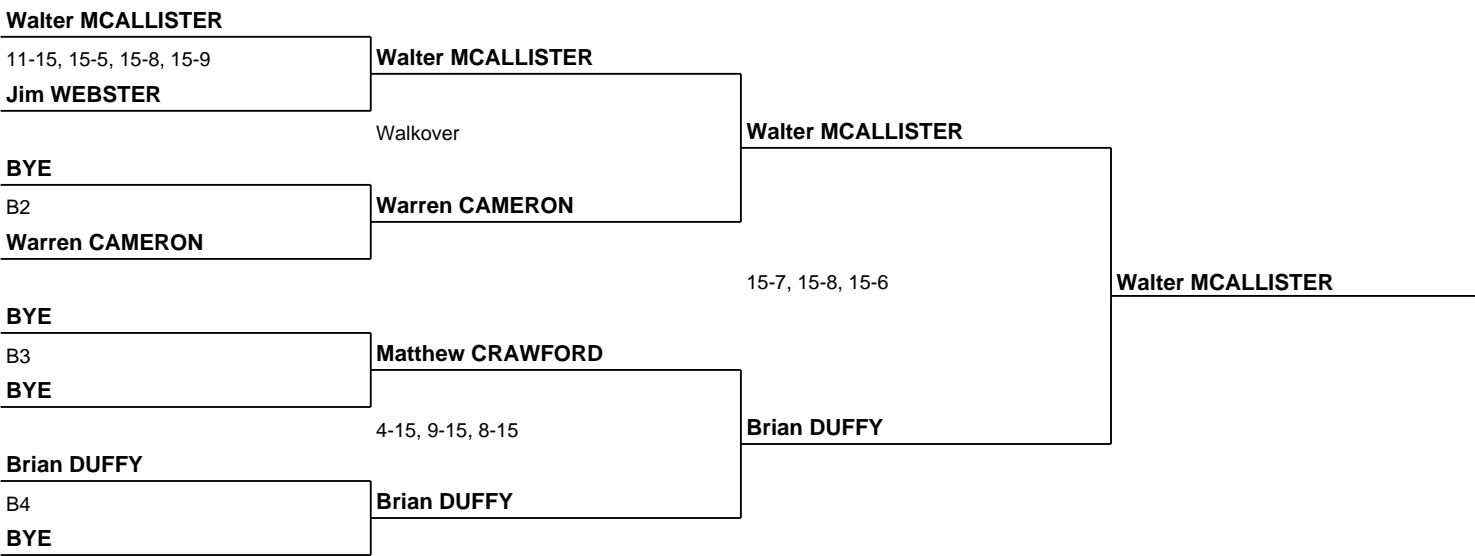 Walter MCALLISTER
11-15, 15-5, 15-8, 15-9
Walter MCALLISTER
Jim WEBSTER
Walkover
Walter MCALLISTER
BYE
B2
Warren CAMERON
Warren CAMERON
15-7, 15-8, 15-6
Walter MCALLISTER
BYE
B3
Matthew CRAWFORD
BYE
4-15, 9-15, 8-15
Brian DUFFY
Brian DUFFY
B4
Brian DUFFY
BYE